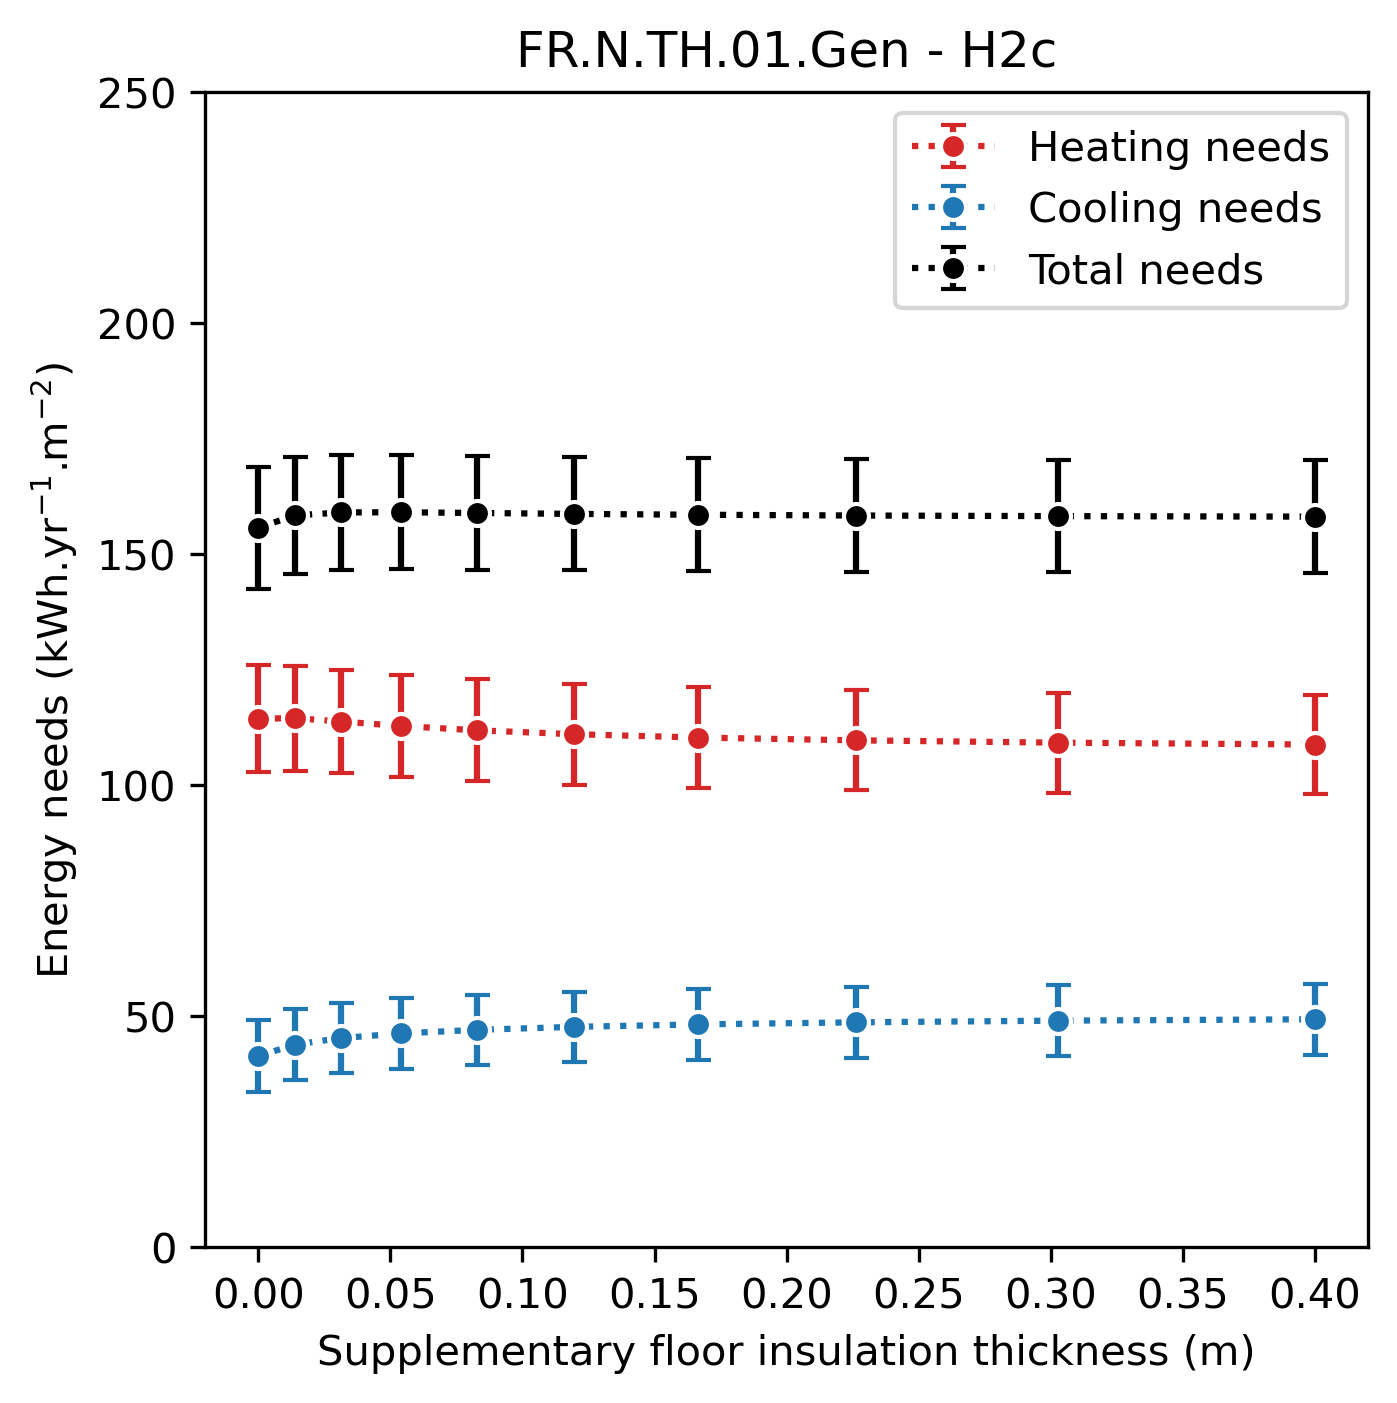 FR.N.TH.01.Gen - H2c
250
200
150
100
50
0
Energy needs (kWh.yr⁻¹.m⁻²)
Heating needs
Cooling needs
Total needs
0.00 0.05 0.10 0.15 0.20 0.25 0.30 0.35 0.40
Supplementary floor insulation thickness (m)